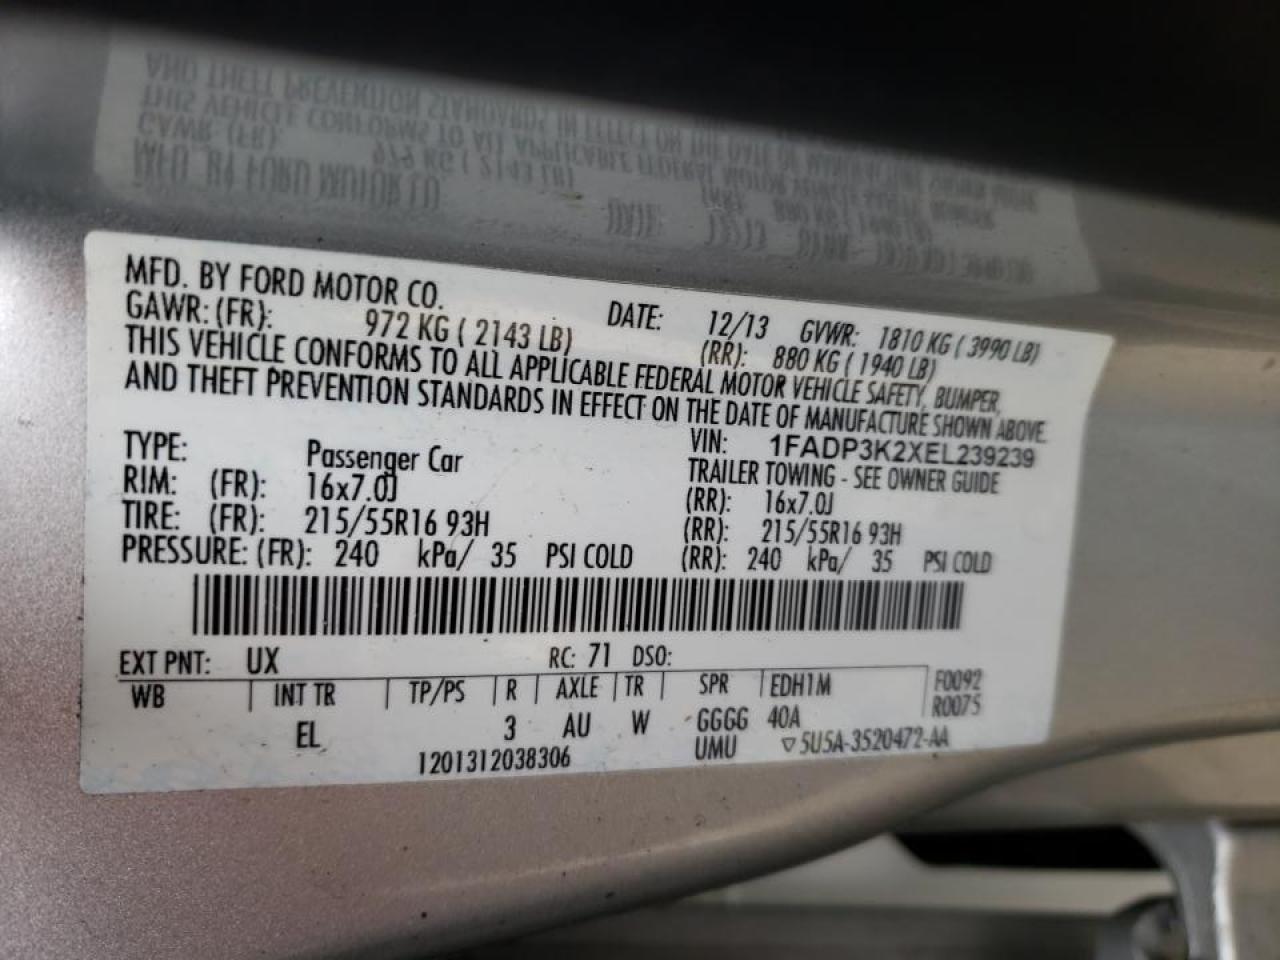 MFD. BY FORD MOTOR CO.
DATE: 12/13 GVWR: 1810 KG ( 3990 LB)
GAWR: (FR): 972 KG ( 2143 LB) (RR): 880 KG ( 1940 LB)
THIS VEHICLE CONFORMS TO ALL APPLICABLE FEDERAL MOTOR VEHICLE SAFETY, BUMPER,
AND THEFT PREVENTION STANDARDS IN EFFECT ON THE DATE OF MANUFACTURE SHOWN ABOVE.
VIN: 1FADP3K2XEL239239
TYPE: Passenger Car TRAILER TOWING - SEE OWNER GUIDE
RIM: (FR): 16x7.0J (RR): 16x7.0J
TIRE: (FR): 215/55R16 93H (RR): 215/55R16 93H
PRESSURE: (FR): 240 kPa/ 35 PSI COLD (RR): 240 kPa/ 35 PSI COLD
EXT PNT: UX RC: 71 DSO:
WB | INT TR | TP/PS | R | AXLE | TR | SPR | EDH1M F0092
R0075
EL 3 AU W GGGG 40A
UMU ▽ 5U5A-3520472-AA
1201312038306